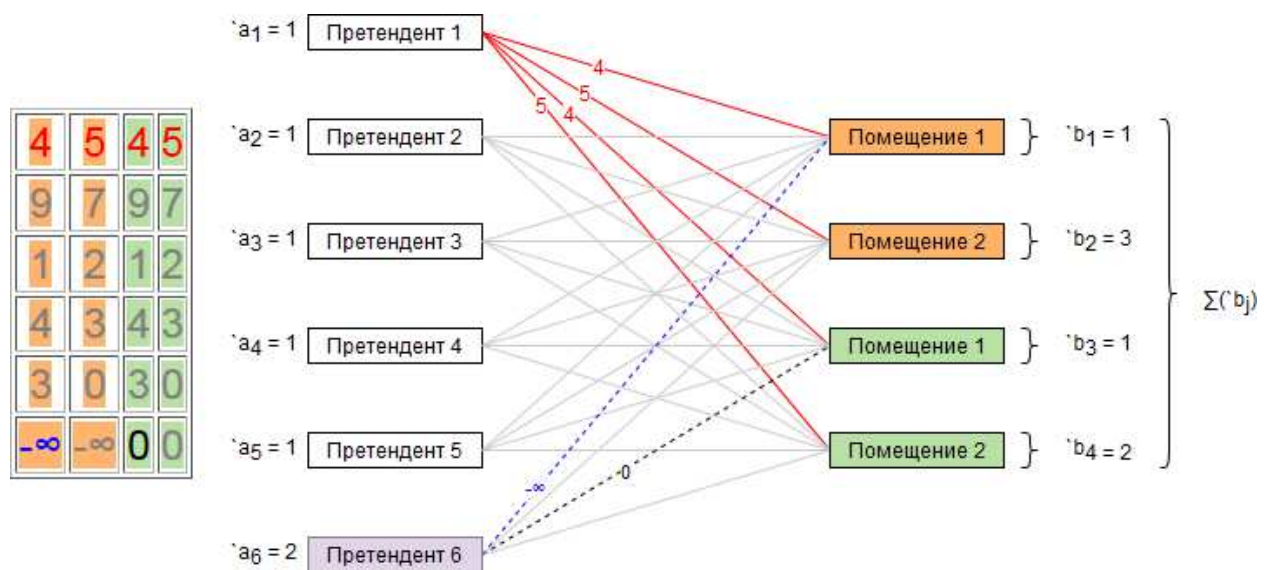 `a1 = 1 Претендент 1
4
5
5 4
4 5 4 5
`a2 = 1 Претендент 2 Помещение 1 `b1 = 1
9 7 9 7
`a3 = 1 Претендент 3 Помещение 2 `b2 = 3
1 2 1 2
Σ(`bj)
4 3 4 3
`a4 = 1 Претендент 4 Помещение 1 `b3 = 1
3 0 3 0
-∞ -∞ 0 0
`a5 = 1 Претендент 5 Помещение 2 `b4 = 2
0
-∞
`a6 = 2 Претендент 6